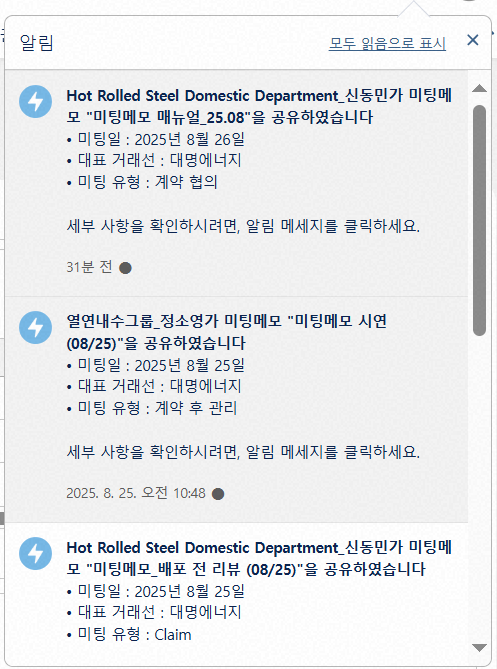 알림
모두 읽음으로 표시
Hot Rolled Steel Domestic Department_신동민가 미팅메
모 "미팅메모 매뉴얼_25.08"을 공유하였습니다
• 미팅일 : 2025년 8월 26일
• 대표 거래선 : 대명에너지
• 미팅 유형 : 계약 협의
세부 사항을 확인하시려면, 알림 메세지를 클릭하세요.
31분 전
열연내수그룹_정소영가 미팅메모 "미팅메모 시연
(08/25)"을 공유하였습니다
• 미팅일 : 2025년 8월 25일
• 대표 거래선 : 대명에너지
• 미팅 유형 : 계약 후 관리
세부 사항을 확인하시려면, 알림 메세지를 클릭하세요.
2025. 8. 25. 오전 10:48
Hot Rolled Steel Domestic Department_신동민가 미팅메
모 "미팅메모_배포 전 리뷰 (08/25)"을 공유하였습니다
• 미팅일 : 2025년 8월 25일
• 대표 거래선 : 대명에너지
• 미팅 유형 : Claim